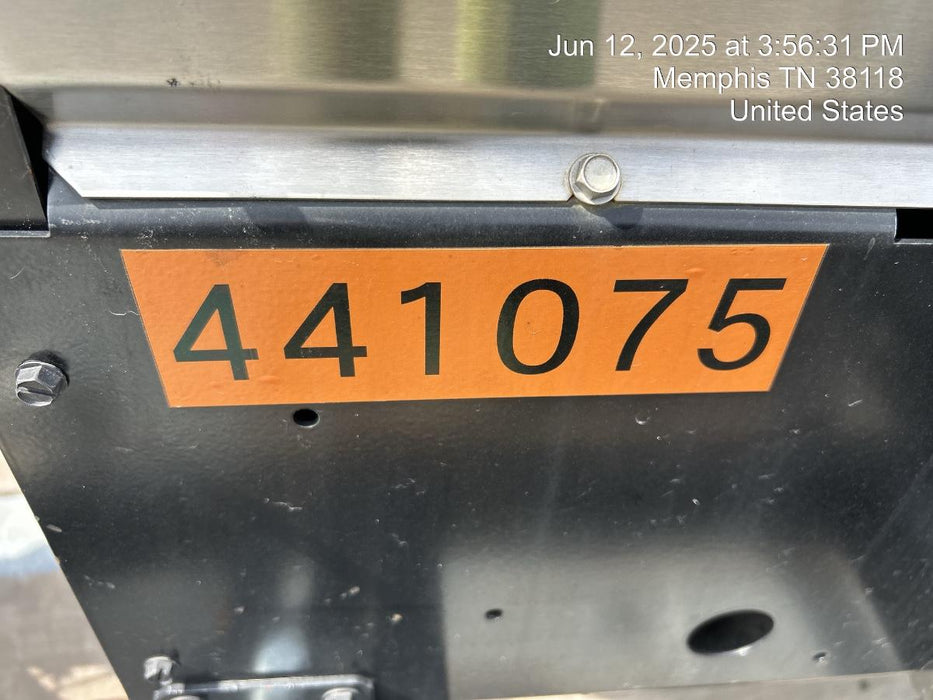 Jun 12, 2025 at 3:56:31 PM
Memphis TN 38118
United States
441075